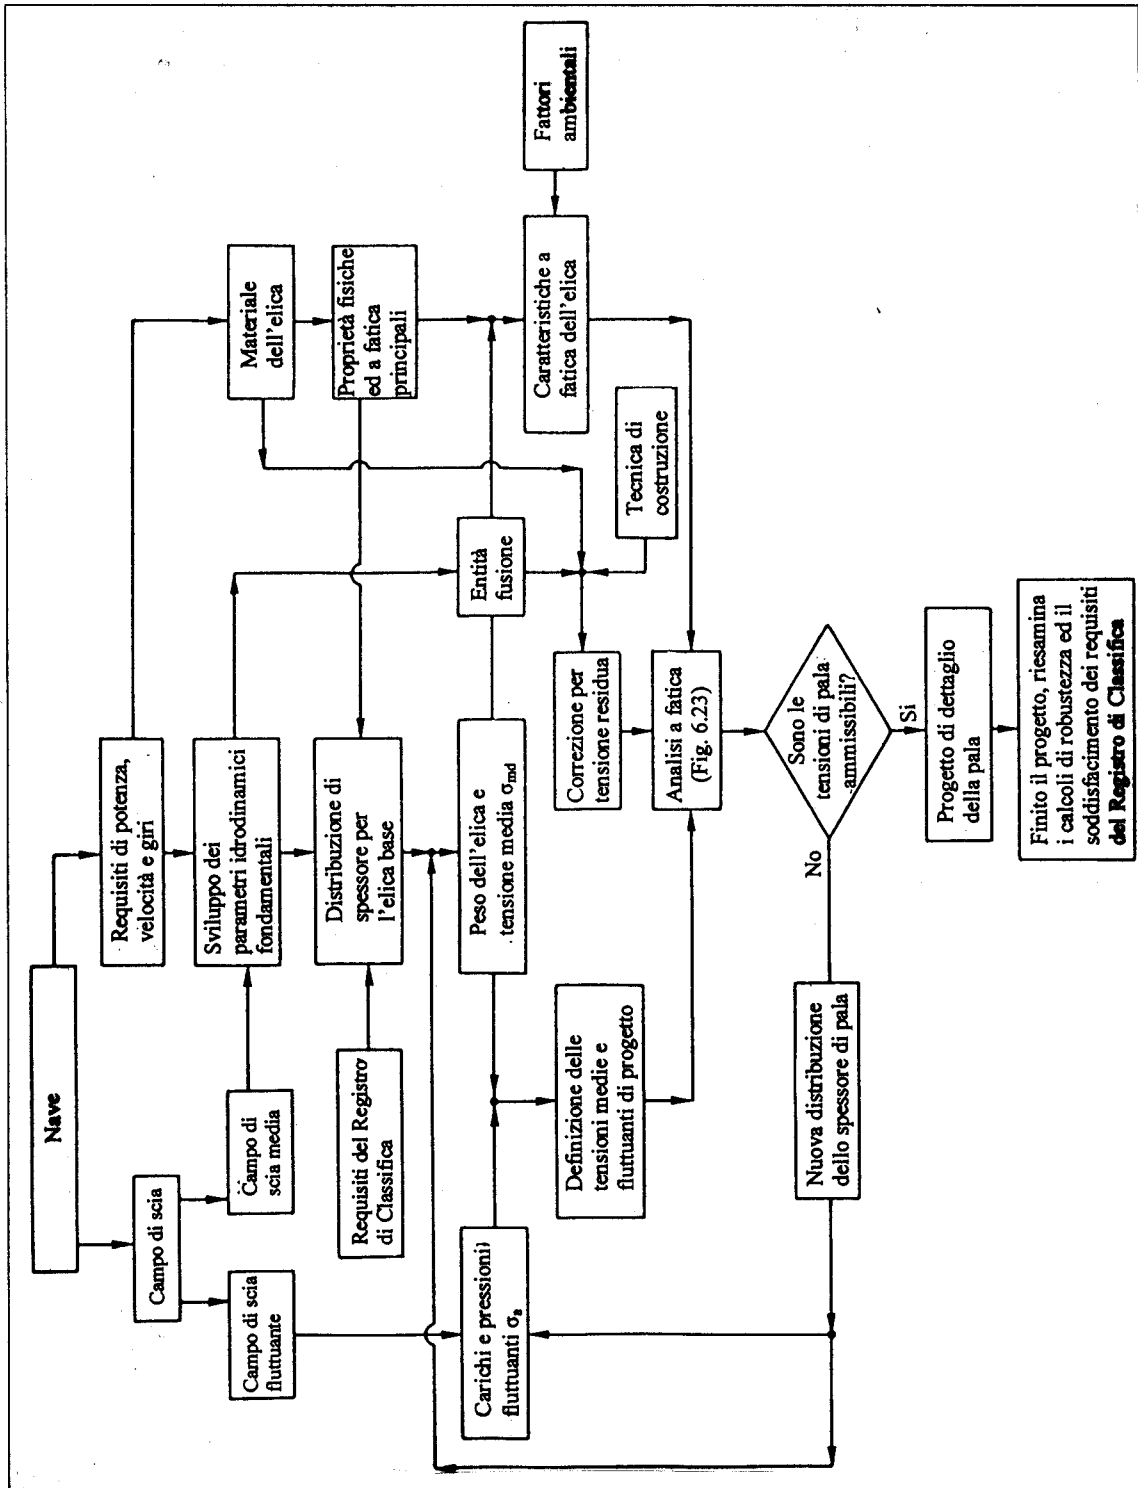 Nave
Campo di scia
Requisiti di potenza,
velocità e giri
Campo di scia
fluttuante
Campo di
scia media
Sviluppo dei
parametri idrodinamici
fondamentali
Materiale
dell'elica
Requisiti del Registro
di Classifica
Distribuzione di
spessore per
l'elica base
Proprietà fisiche
ed a fatica
principali
Carichi e pressioni
fluttuanti σa
Peso dell'elica e
tensione media σmd
Entità
fusione
Caratteristiche a
fatica dell'elica
Fattori
ambientali
Definizione delle
tensioni medie e
fluttuanti di progetto
Correzione per
tensione residua
Tecnica di
costruzione
Analisi a fatica
(Fig. 6.23)
Sono le
tensioni di pala
ammissibili?
No
Si
Nuova distribuzione
dello spessore di pala
Progetto di dettaglio
della pala
Finito il progetto, riesamina
i calcoli di robustezza ed il
soddisfacimento dei requisiti
del Registro di Classifica